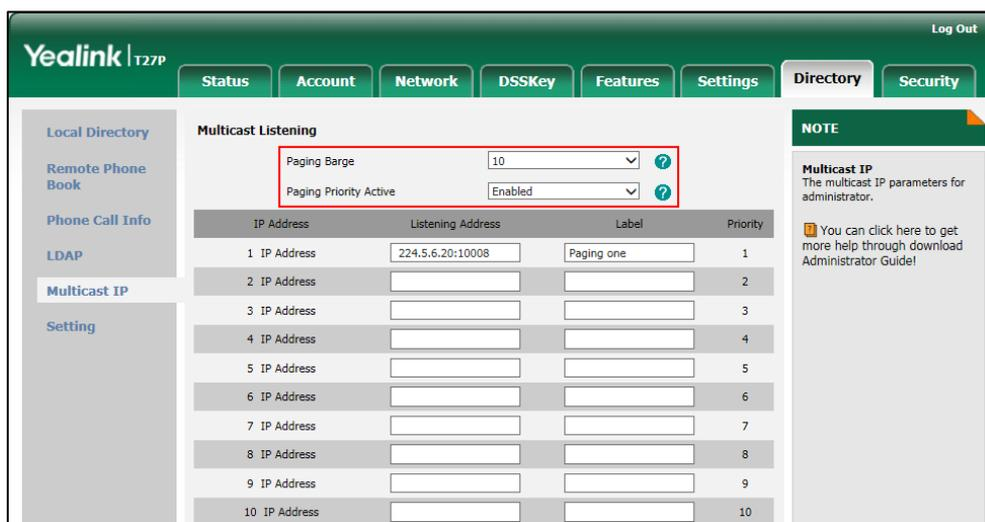 Log Out
Yealink T27P
Status Account Network DSSKey Features Settings Directory Security
Local Directory
Remote Phone
Book
Phone Call Info
LDAP
Multicast IP
Setting
Multicast Listening
Paging Barge 10 ?
Paging Priority Active Enabled ?
IP Address Listening Address Label Priority
1 IP Address 224.5.6.20:10008 Paging one 1
2 IP Address 2
3 IP Address 3
4 IP Address 4
5 IP Address 5
6 IP Address 6
7 IP Address 7
8 IP Address 8
9 IP Address 9
10 IP Address 10
NOTE
Multicast IP
The multicast IP parameters for
administrator.
? You can click here to get
more help through download
Administrator Guide!